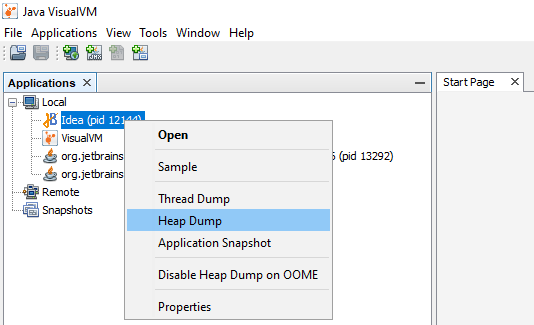 Java VisualVM
File Applications View Tools Window Help
Applications
Start Page
Local
Idea (pid 12144)
VisualVM
org.jetbrains
(pid 13292)
org.jetbrains
Remote
Snapshots
Open
Sample
Thread Dump
Heap Dump
Application Snapshot
Disable Heap Dump on OOME
Properties